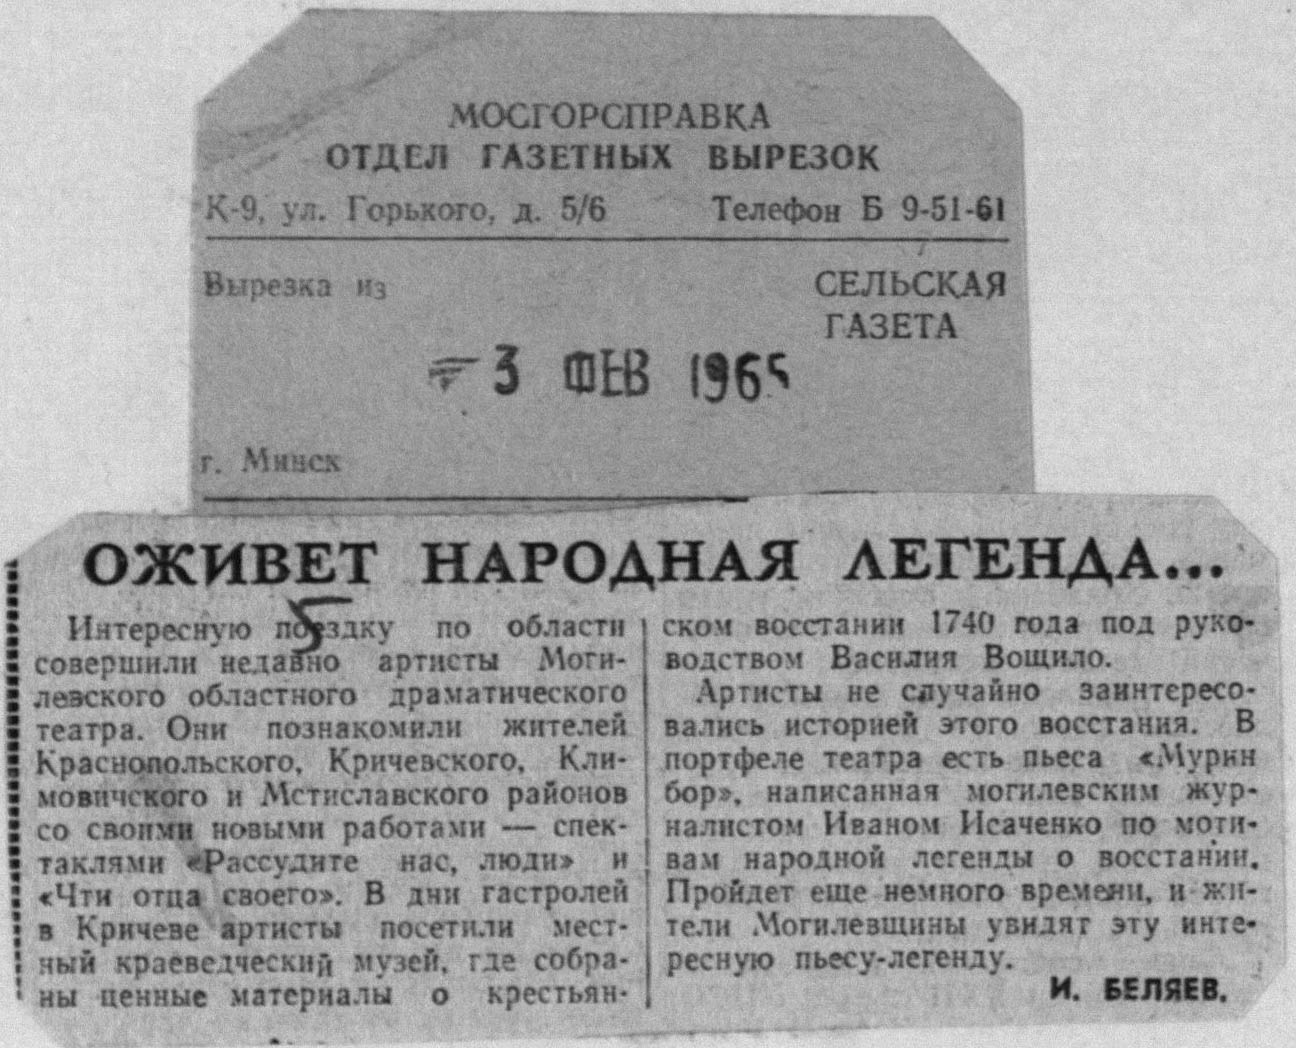 МОСГОРСПРАВКА
ОТДЕЛ ГАЗЕТНЫХ ВЫРЕЗОК
К-9, ул. Горького, д. 5/6 Телефон Б 9-51-61
Вырезка из СЕЛЬСКАЯ
ГАЗЕТА
3 ФЕВ 1965
г. Минск
ОЖИВЕТ НАРОДНАЯ ЛЕГЕНДА...
Интересную поездку по области
совершили недавно артисты Моги-
левского областного драматического
театра. Они познакомили жителей
Краснопольского, Кричевского, Кли-
мовичского и Мстиславского районов
со своими новыми работами — спек-
таклями «Рассудите нас, люди» и
«Чти отца своего». В дни гастролей
в Кричеве артисты посетили мест-
ный краеведческий музей, где собра-
ны ценные материалы о крестьян-
ском восстании 1740 года под руко-
водством Василия Вощило.
Артисты не случайно заинтересо-
вались историей этого восстания. В
портфеле театра есть пьеса «Мурин
бор», написанная могилевским жур-
налистом Иваном Исаченко по моти-
вам народной легенды о восстании.
Пройдет еще немного времени, и жи-
тели Могилевщины увидят эту инте-
ресную пьесу-легенду.
И. БЕЛЯЕВ.